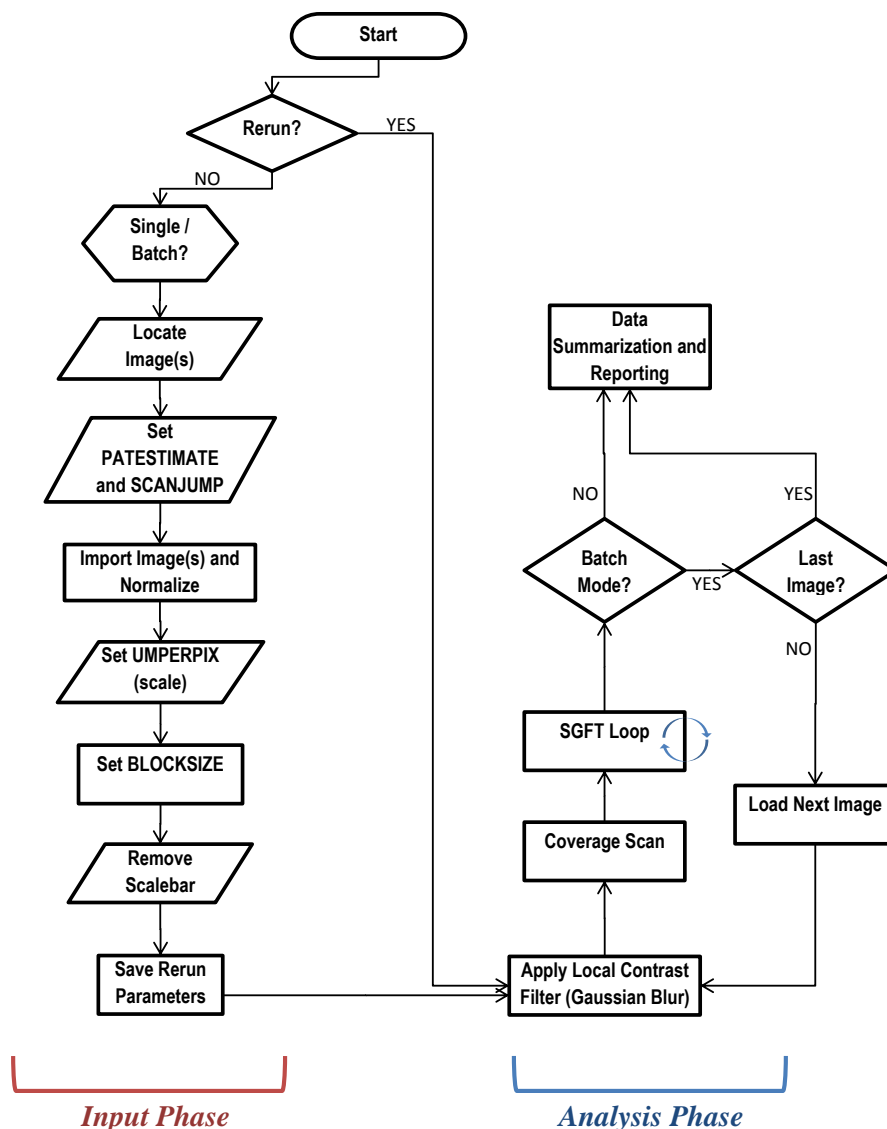 Start
Rerun?
YES
NO
Single /
Batch?
Locate
Image(s)
Set
PATESTIMATE
and SCANJUMP
Import Image(s) and
Normalize
Set UMPERPIX
(scale)
Set BLOCKSIZE
Remove
Scalebar
Save Rerun
Parameters
Data
Summarization and
Reporting
NO
YES
Batch
Mode?
YES
Last
Image?
NO
SGFT Loop
Load Next Image
Coverage Scan
Apply Local Contrast
Filter (Gaussian Blur)
Input Phase
Analysis Phase